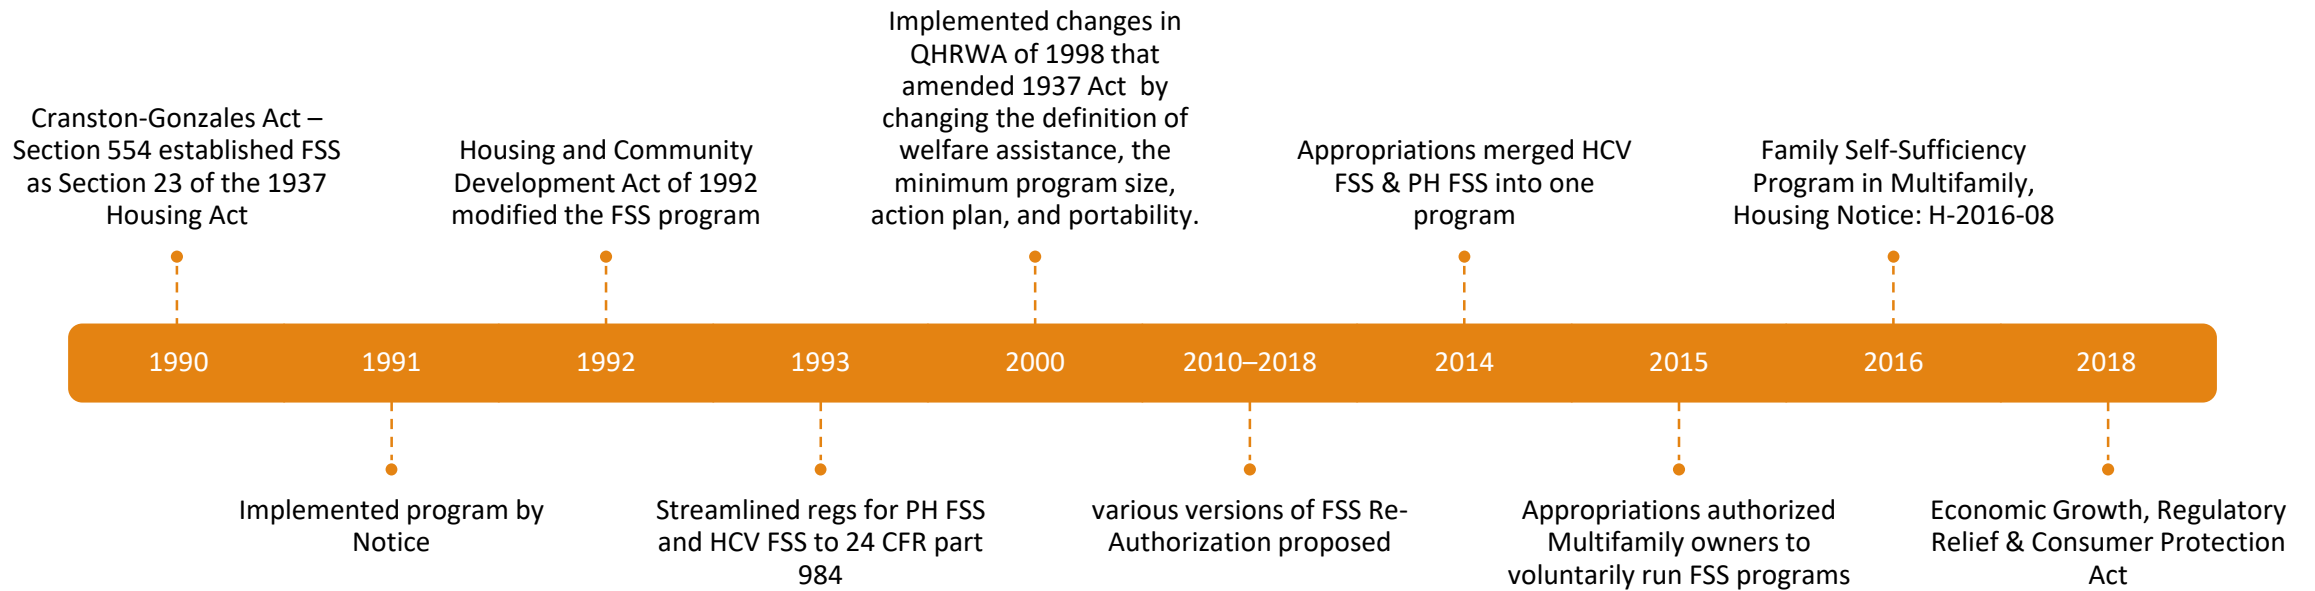 Cranston-Gonzales Act –
Section 554 established FSS
as Section 23 of the 1937
Housing Act
Housing and Community
Development Act of 1992
modified the FSS program
Implemented changes in
QHRWA of 1998 that
amended 1937 Act  by
changing the definition of
welfare assistance, the
minimum program size,
action plan, and portability.
Appropriations merged HCV
FSS & PH FSS into one
program
Family Self-Sufficiency
Program in Multifamily,
Housing Notice: H-2016-08
1990
1991
1992
1993
2000
2010–2018
2014
2015
2016
2018
Implemented program by
Notice
Streamlined regs for PH FSS
and HCV FSS to 24 CFR part
984
various versions of FSS Re-
Authorization proposed
Appropriations authorized
Multifamily owners to
voluntarily run FSS programs
Economic Growth, Regulatory
Relief & Consumer Protection
Act